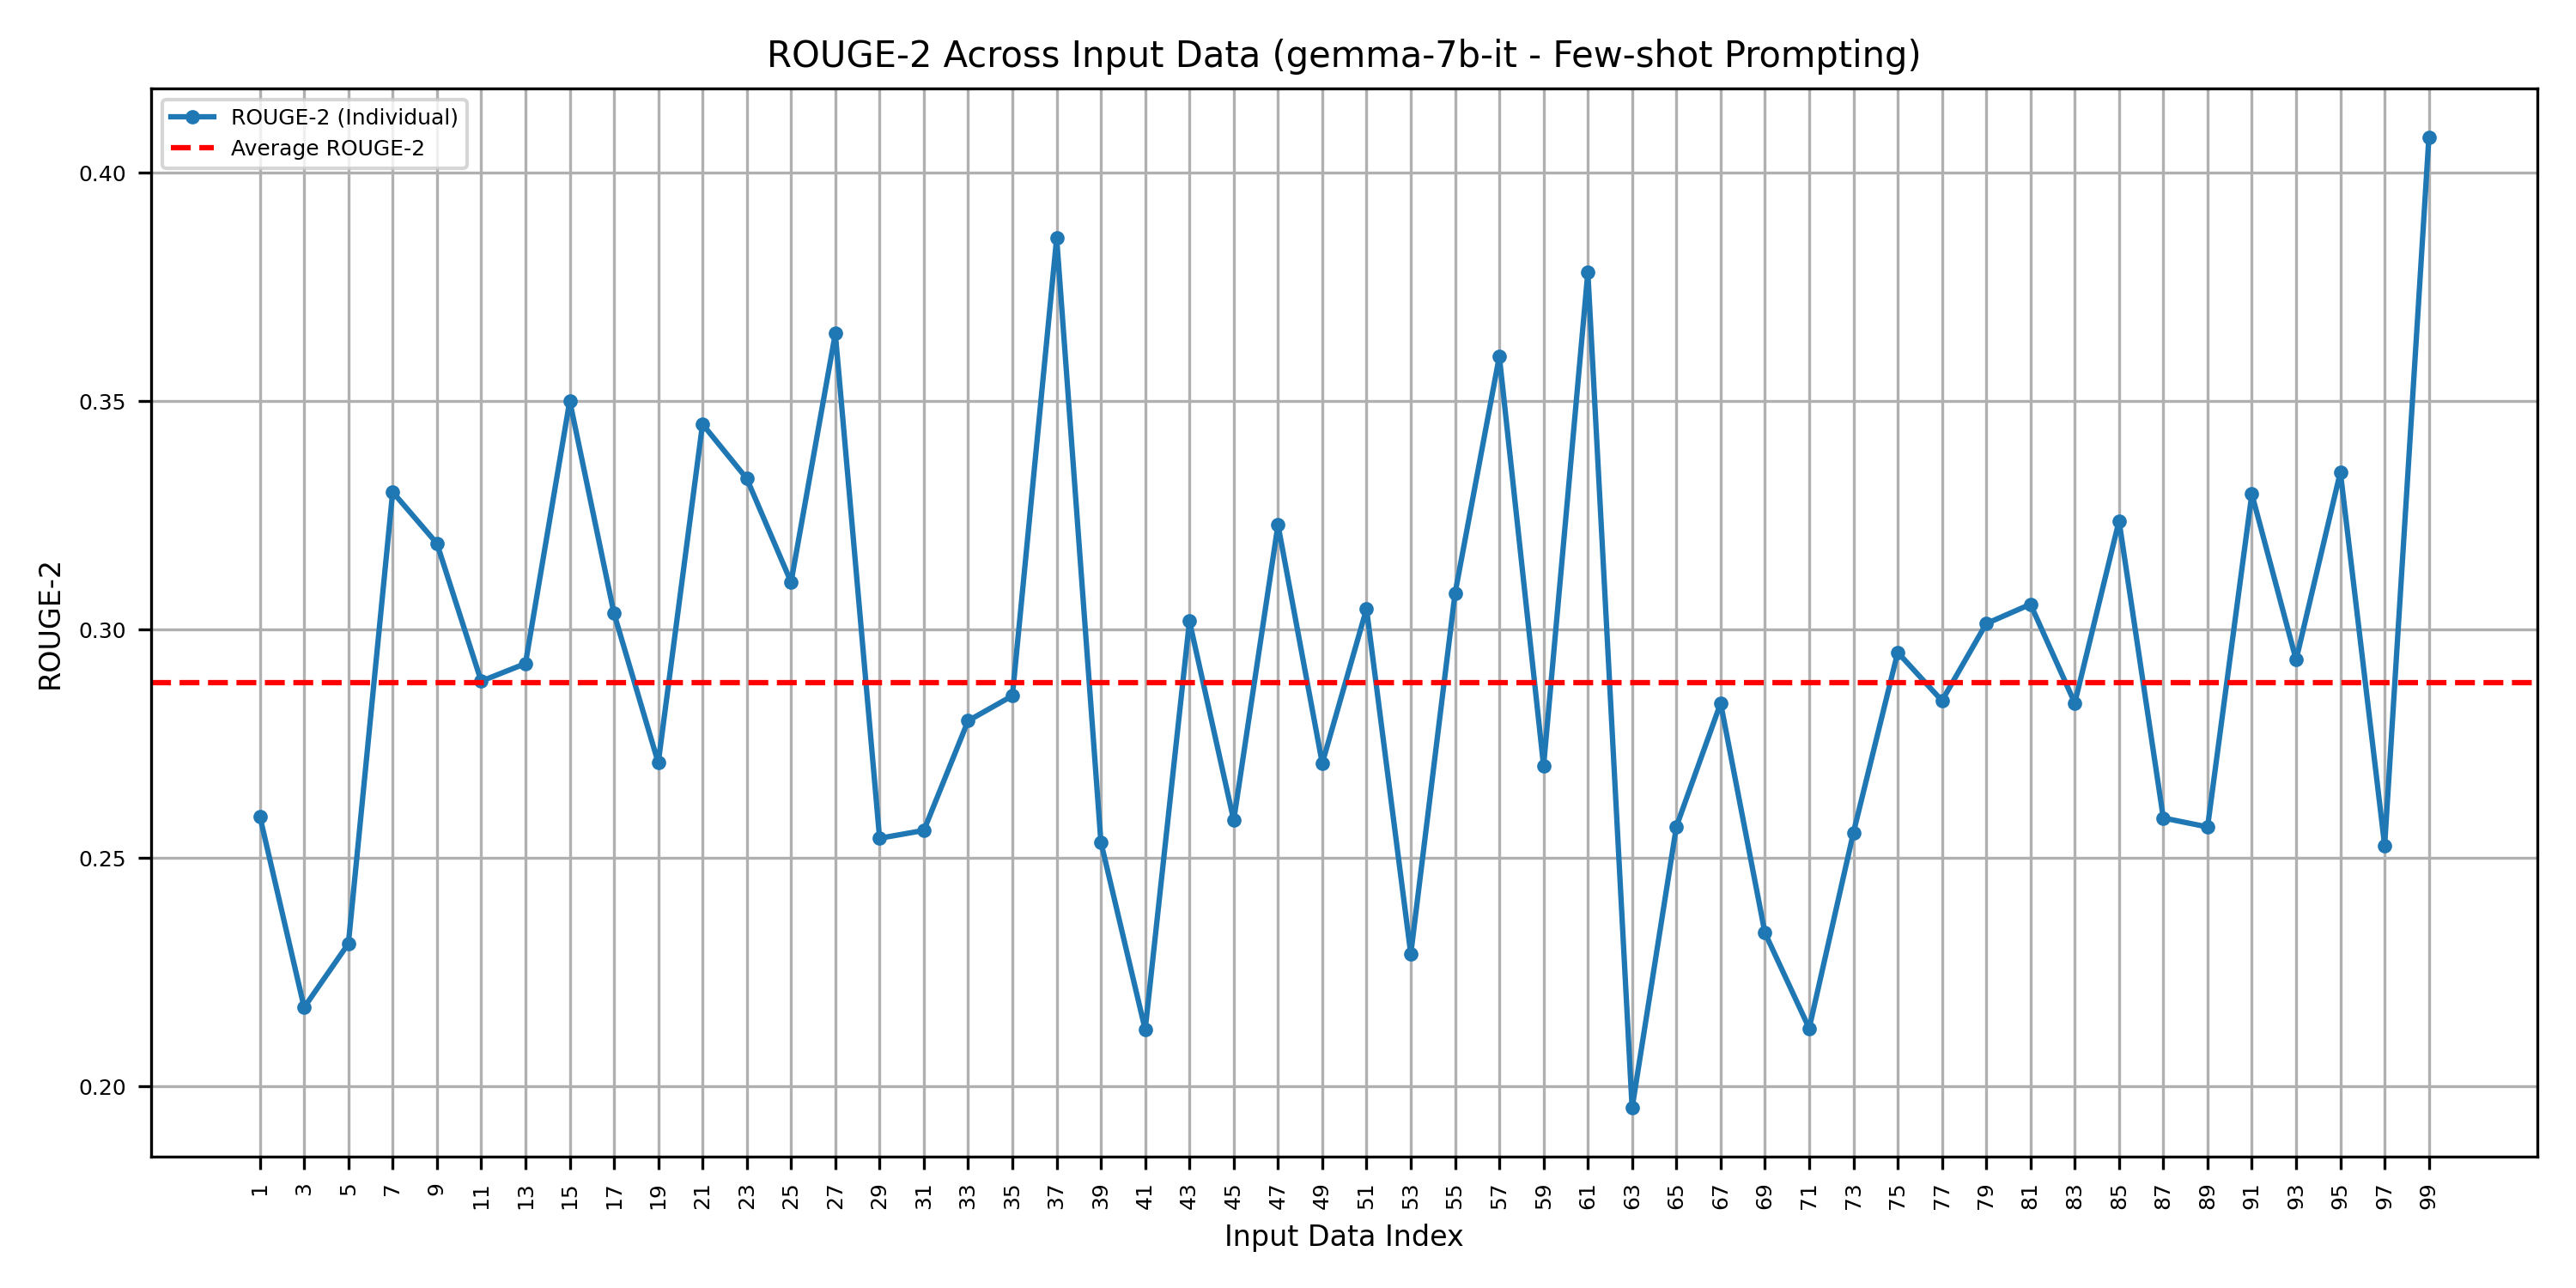 ROUGE-2 Across Input Data (gemma-7b-it - Few-shot Prompting)
ROUGE-2 (Individual)
Average ROUGE-2
ROUGE-2
0.40
0.35
0.30
0.25
0.20
1 3 5 7 9 11 13 15 17 19 21 23 25 27 29 31 33 35 37 39 41 43 45 47 49 51 53 55 57 59 61 63 65 67 69 71 73 75 77 79 81 83 85 87 89 91 93 95 97 99
Input Data Index